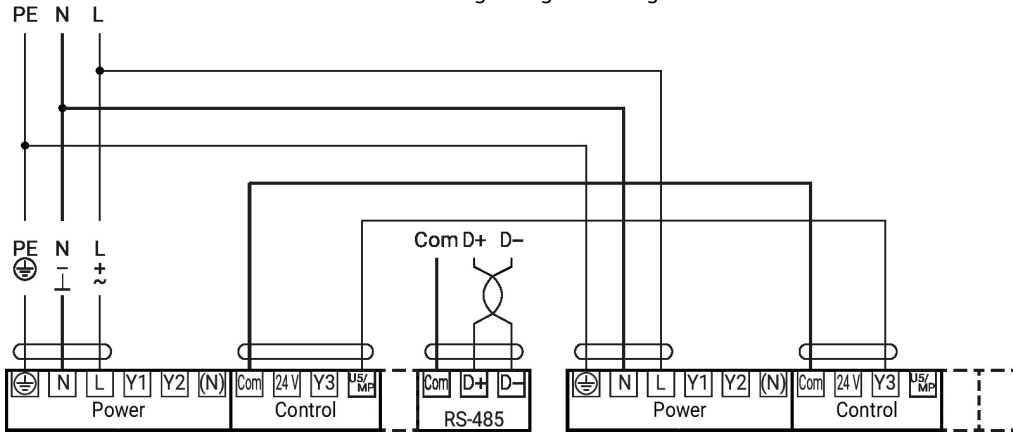 PE N L
PE N L
– +
⊥ ~
Com D+ D–
N L Y1 Y2 (N) Com 24 V Y3 U5/MP Com D+ D– N L Y1 Y2 (N) Com 24 V Y3 U5/MP
Power Control RS-485 Power Control